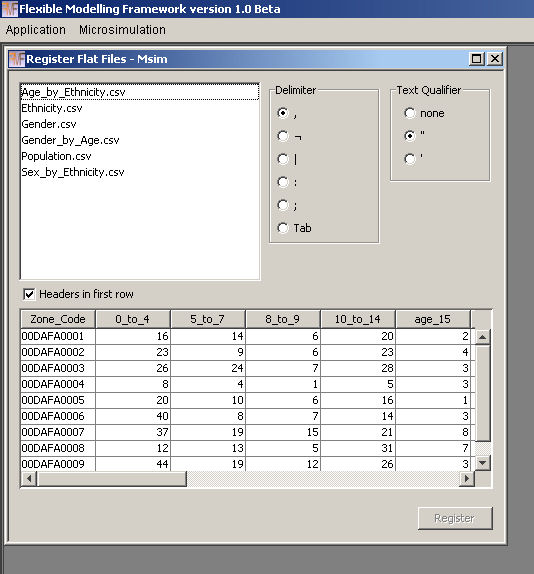 Flexible Modelling Framework version 1.0 Beta
Application Microsimulation
Register Flat Files - Msim
Age_by_Ethnicity.csv
Ethnicity.csv
Gender.csv
Gender_by_Age.csv
Population.csv
Sex_by_Ethnicity.csv
Delimiter
,
¬
|
:
;
Tab
Text Qualifier
none
"
'
Headers in first row
Zone_Code 0_to_4 5_to_7 8_to_9 10_to_14 age_15
00DAFA0001 16 14 6 20 2
00DAFA0002 23 9 6 23 4
00DAFA0003 26 24 7 28 3
00DAFA0004 8 4 1 5 3
00DAFA0005 20 10 6 16 1
00DAFA0006 40 8 7 14 3
00DAFA0007 37 19 15 21 8
00DAFA0008 12 13 5 31 7
00DAFA0009 44 19 12 26 3
Register